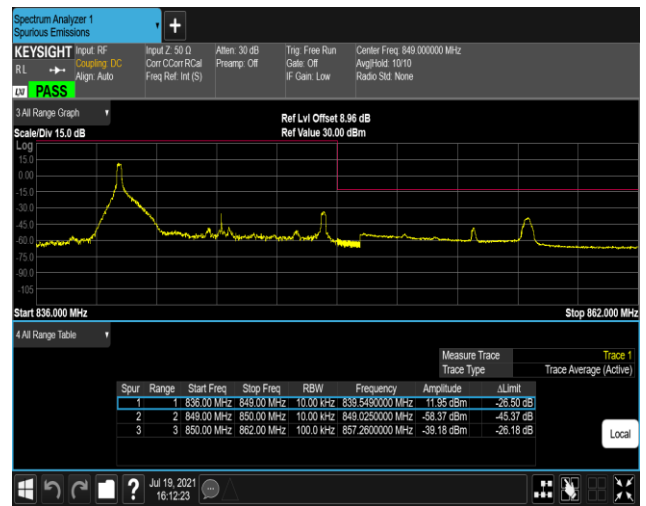 Spectrum Analyzer 1
Spurious Emissions
+
KEYSIGHT Input: RF Input Z: 50 Ω Atten: 30 dB Trig: Free Run Center Freq: 849.000000 MHz
RL Coupling: DC Corr CCorr RCal Preamp: Off Gate: Off Avg|Hold: 10/10
Align: Auto Freq Ref: Int (S) IF Gain: Low Radio Std: None
LXI PASS
3 All Range Graph
Ref Lvl Offset 8.96 dB
Scale/Div 15.0 dB Ref Value 30.00 dBm
Log
15.0
0.00
-15.0
-30.0
-45.0
-60.0
-75.0
-90.0
-105
Start 836.000 MHz Stop 862.000 MHz
4 All Range Table
Measure Trace Trace 1
Trace Type Trace Average (Active)
Spur Range Start Freq Stop Freq RBW Frequency Amplitude ΔLimit
1 1 836.00 MHz 849.00 MHz 10.00 kHz 839.5490000 MHz 11.95 dBm -26.50 dB
2 2 849.00 MHz 850.00 MHz 10.00 kHz 849.0250000 MHz -58.37 dBm -45.37 dB
3 3 850.00 MHz 862.00 MHz 100.0 kHz 857.2600000 MHz -39.18 dBm -26.18 dB
Local
? Jul 19, 2021
16:12:23